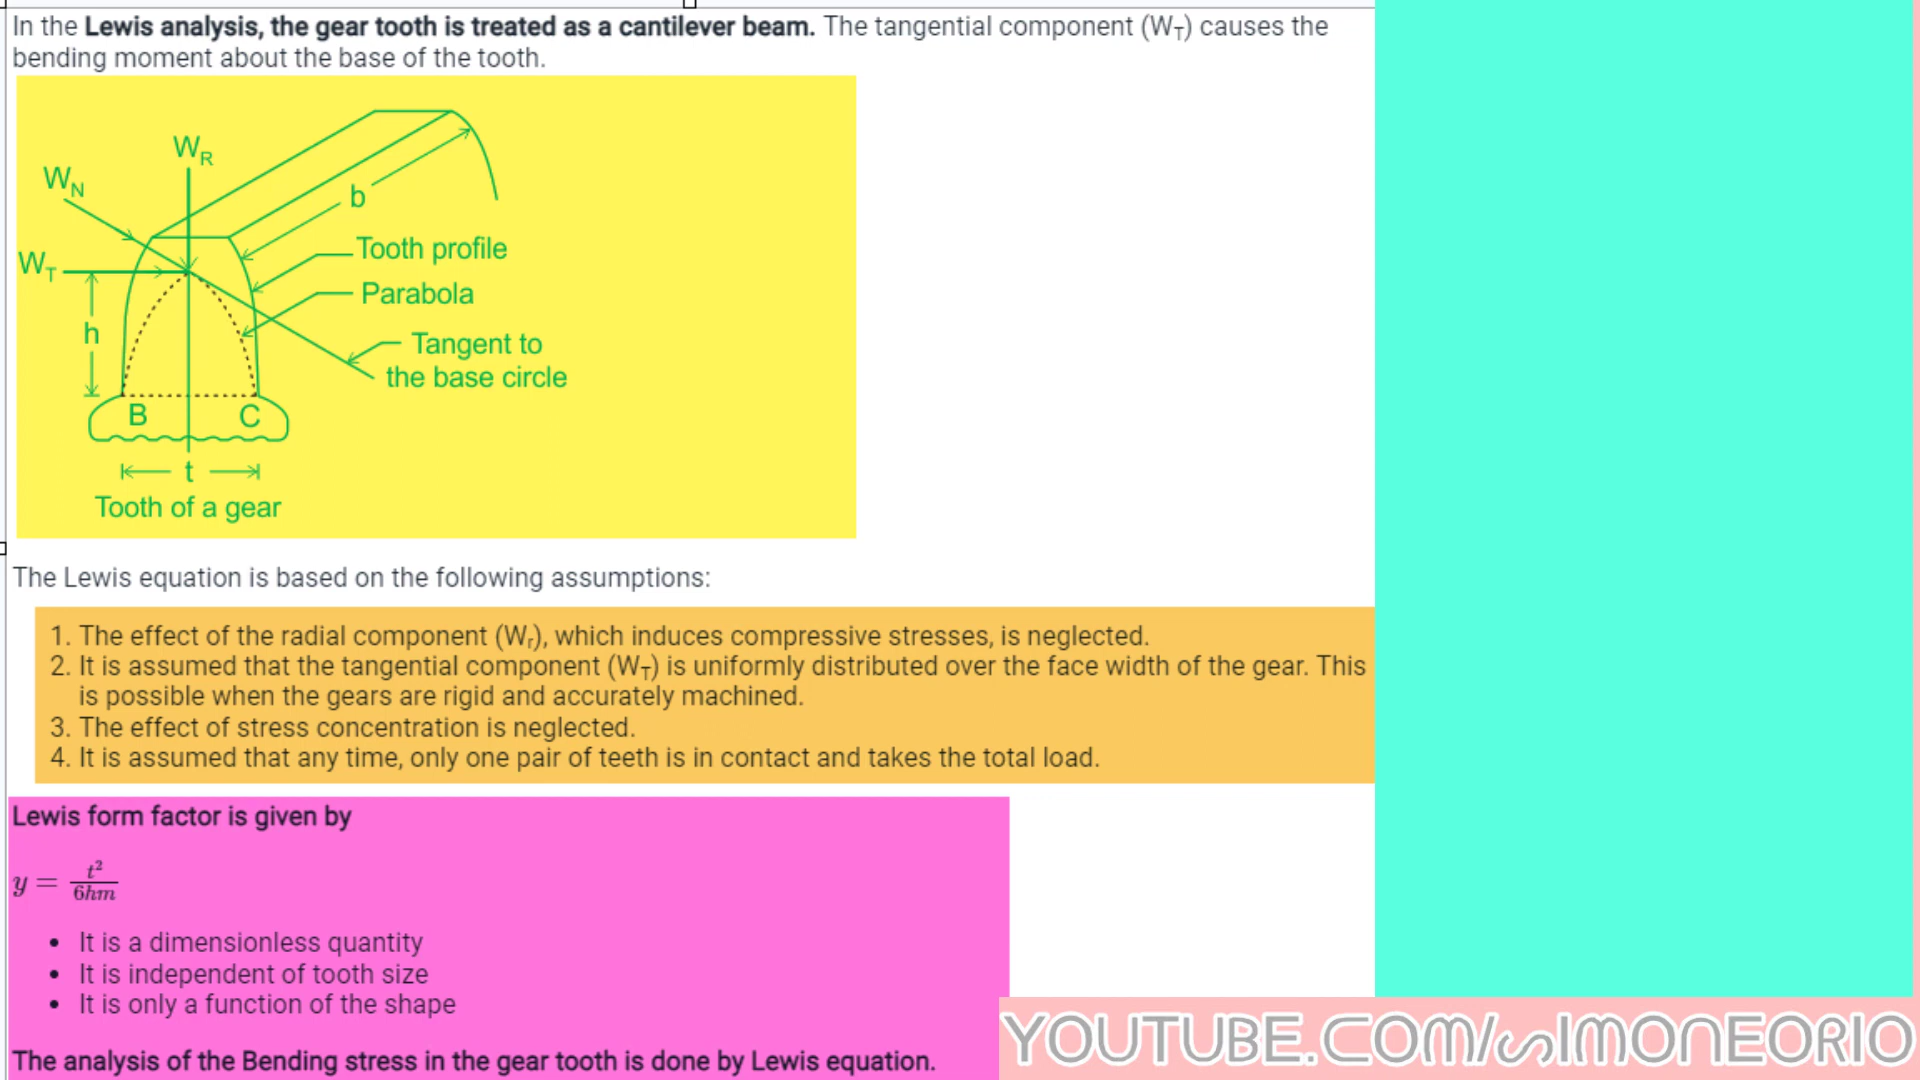 In the Lewis analysis, the gear tooth is treated as a cantilever beam. The tangential component (W_T) causes the
bending moment about the base of the tooth.
W_R
W_N
b
W_T
Tooth profile
Parabola
h
Tangent to
the base circle
B C
t
Tooth of a gear
The Lewis equation is based on the following assumptions:
1. The effect of the radial component (W_r), which induces compressive stresses, is neglected.
2. It is assumed that the tangential component (W_T) is uniformly distributed over the face width of the gear. This
is possible when the gears are rigid and accurately machined.
3. The effect of stress concentration is neglected.
4. It is assumed that any time, only one pair of teeth is in contact and takes the total load.
Lewis form factor is given by
y = t²/6hm
• It is a dimensionless quantity
• It is independent of tooth size
• It is only a function of the shape
The analysis of the Bending stress in the gear tooth is done by Lewis equation.
YOUTUBE.COM/SIMONEORIO